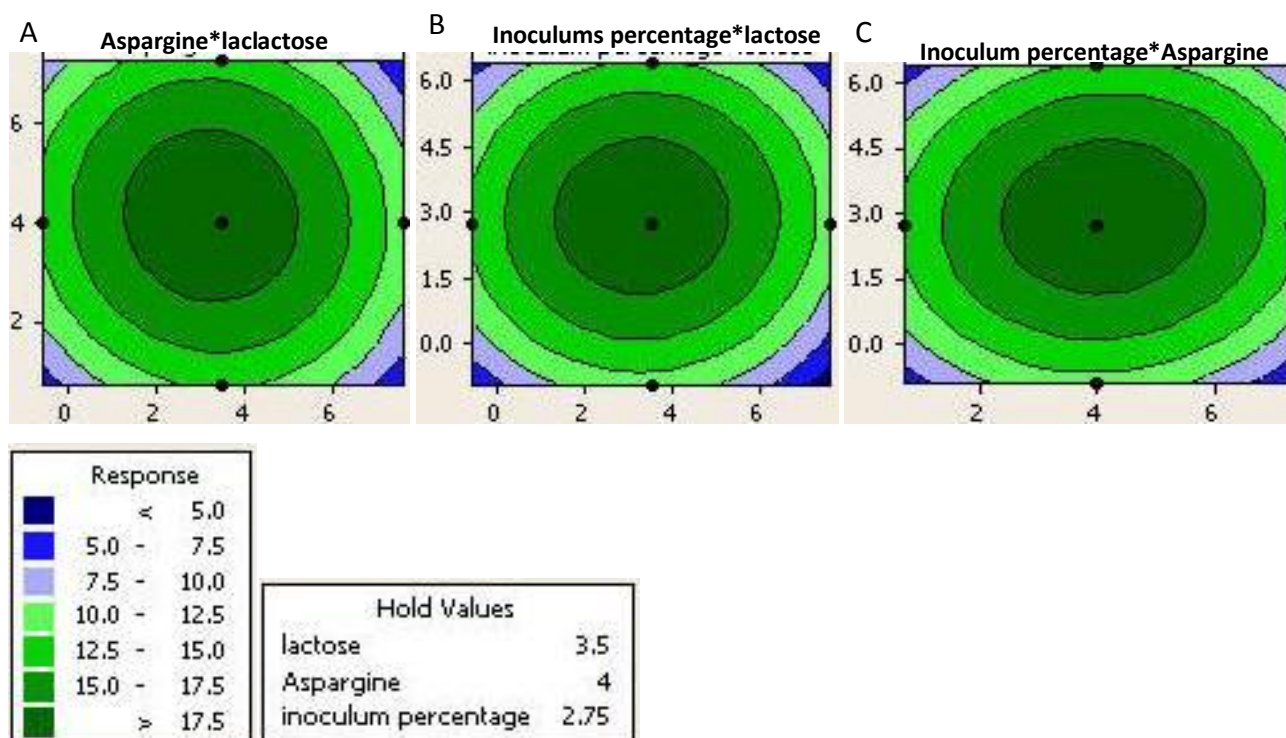 A
Aspargine*laclactose
B
Inoculums percentage*lactose
C
Inoculum percentage*Aspargine
6
4
2
0 2 4 6
6.0
4.5
3.0
1.5
0.0
0 2 4 6
6.0
4.5
3.0
1.5
0.0
2 4 6
Response
< 5.0
5.0 - 7.5
7.5 - 10.0
10.0 - 12.5
12.5 - 15.0
15.0 - 17.5
> 17.5
Hold Values
lactose 3.5
Aspargine 4
inoculum percentage 2.75